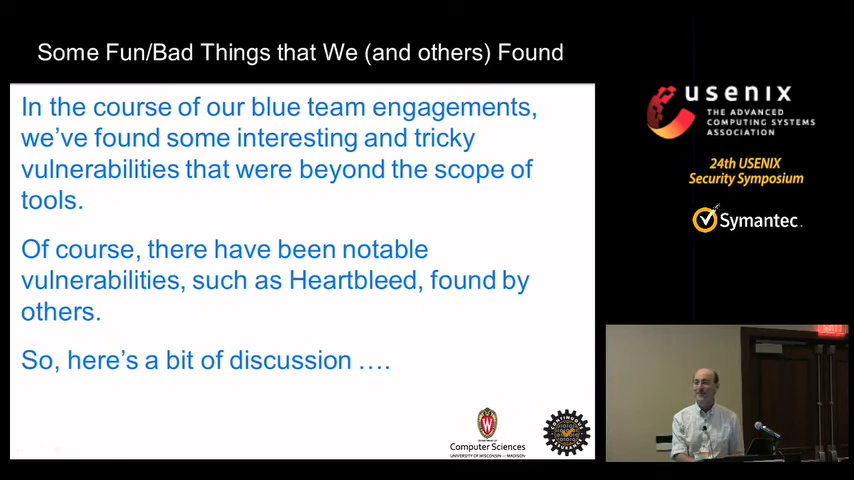 Some Fun/Bad Things that We (and others) Found
In the course of our blue team engagements,
we've found some interesting and tricky
vulnerabilities that were beyond the scope of
tools.
Of course, there have been notable
vulnerabilities, such as Heartbleed, found by
others.
So, here's a bit of discussion ….
W
DEPARTMENT OF
Computer Sciences
UNIVERSITY OF WISCONSIN — MADISON
usenix
THE ADVANCED
COMPUTING SYSTEMS
ASSOCIATION
24th USENIX
Security Symposium
Symantec.